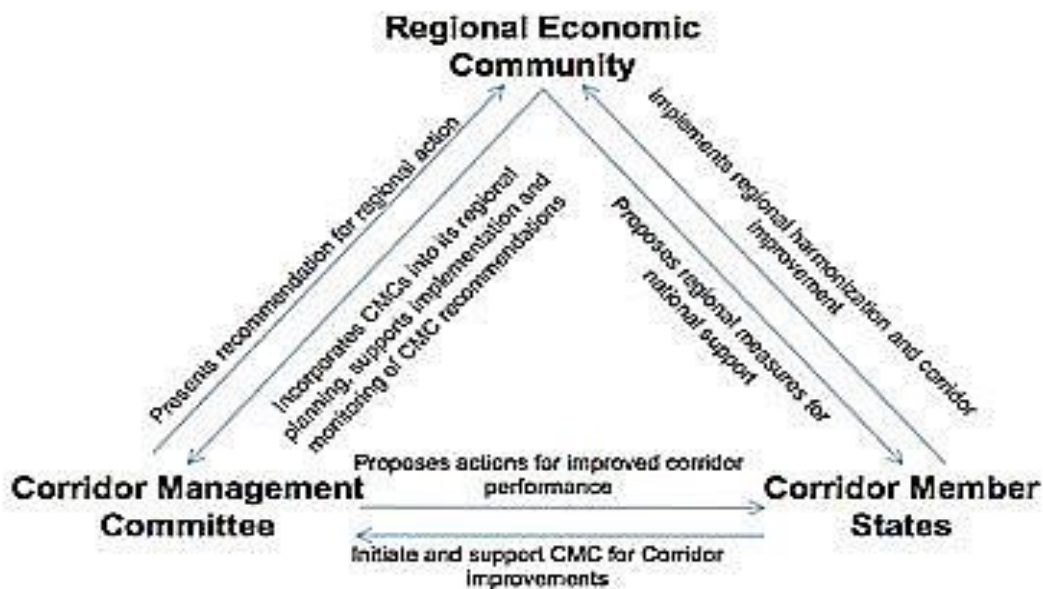 Regional Economic
Community
Presents recommendation for regional action
Incorporates CMCs into its regional
planning, supports implementation and
monitoring of CMC recommendations
Proposes regional measures for
national support
Implements regional harmonization and corridor
improvement
Corridor Management
Committee
Proposes actions for improved corridor
performance
Corridor Member
States
Initiate and support CMC for Corridor
improvements